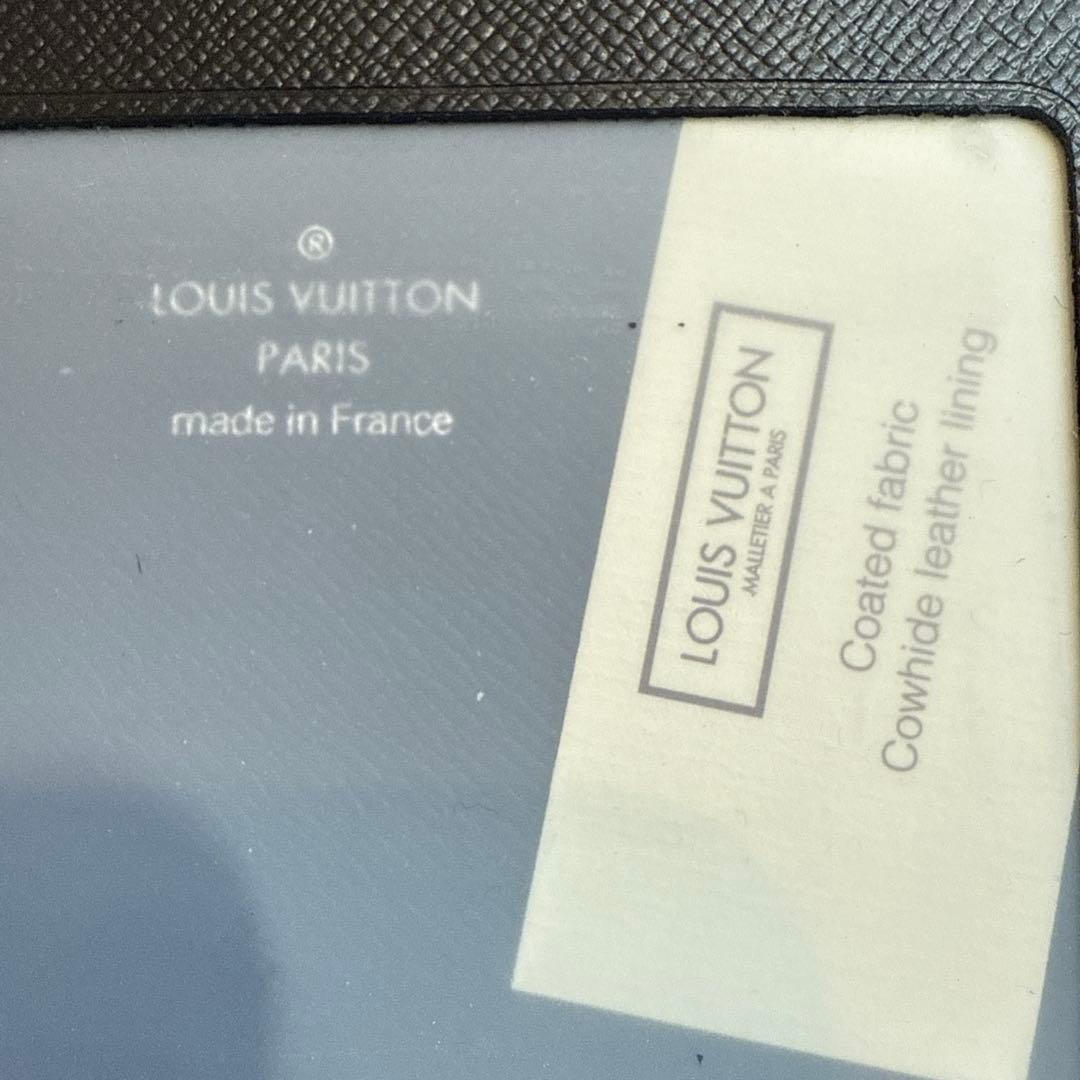 ®
LOUIS VUITTON
PARIS
made in France
LOUIS VUITTON
MALLETIER A PARIS
Coated fabric
Cowhide leather lining